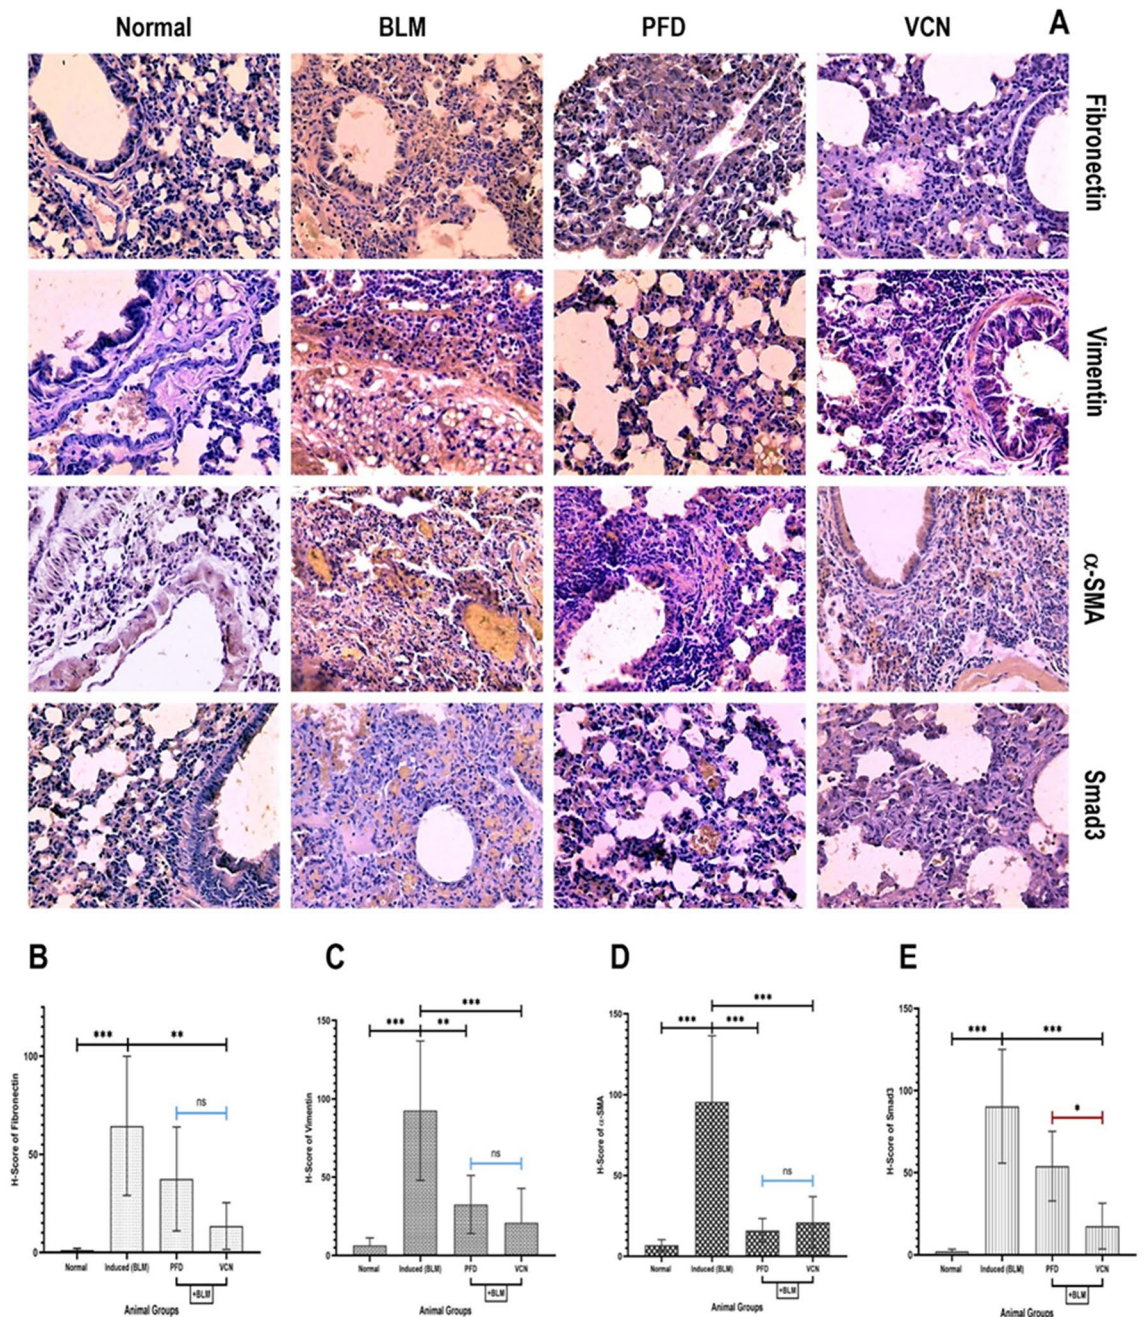 Normal BLM PFD VCN A
Fibronectin
Vimentin
α-SMA
Smad3
B
H-Score of Fibronectin
100
50
0
***
**
ns
Normal Induced (BLM) PFD VCN
+BLM
Animal Groups
C
H-Score of Vimentin
150
100
50
0
***
***
**
ns
Normal Induced (BLM) PFD VCN
+BLM
Animal Groups
D
H-Score of α-SMA
150
100
50
0
***
***
***
ns
Normal Induced (BLM) PFD VCN
+BLM
Animal Groups
E
H-Score of Smad3
150
100
50
0
***
***
*
Normal Induced (BLM) PFD VCN
+BLM
Animal Groups